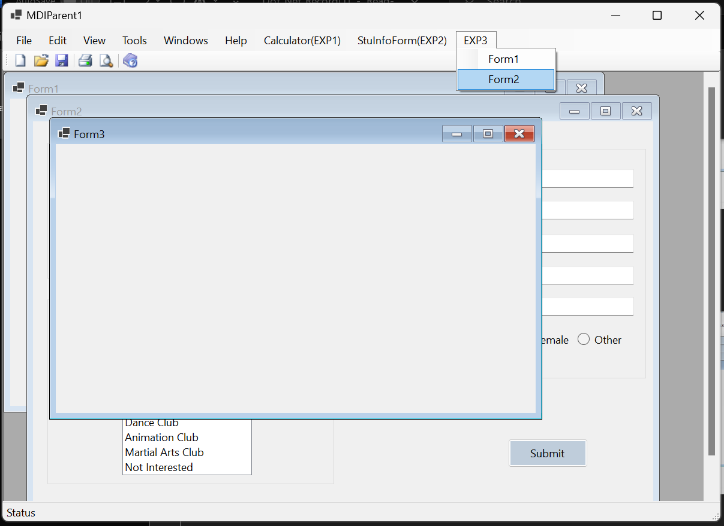 MDIParent1
File Edit View Tools Windows Help Calculator(EXP1) StuInfoForm(EXP2) EXP3
Form1
Form2
Form1
Form2
Form3
emale Other
Dance Club
Animation Club
Martial Arts Club
Not Interested
Submit
Status